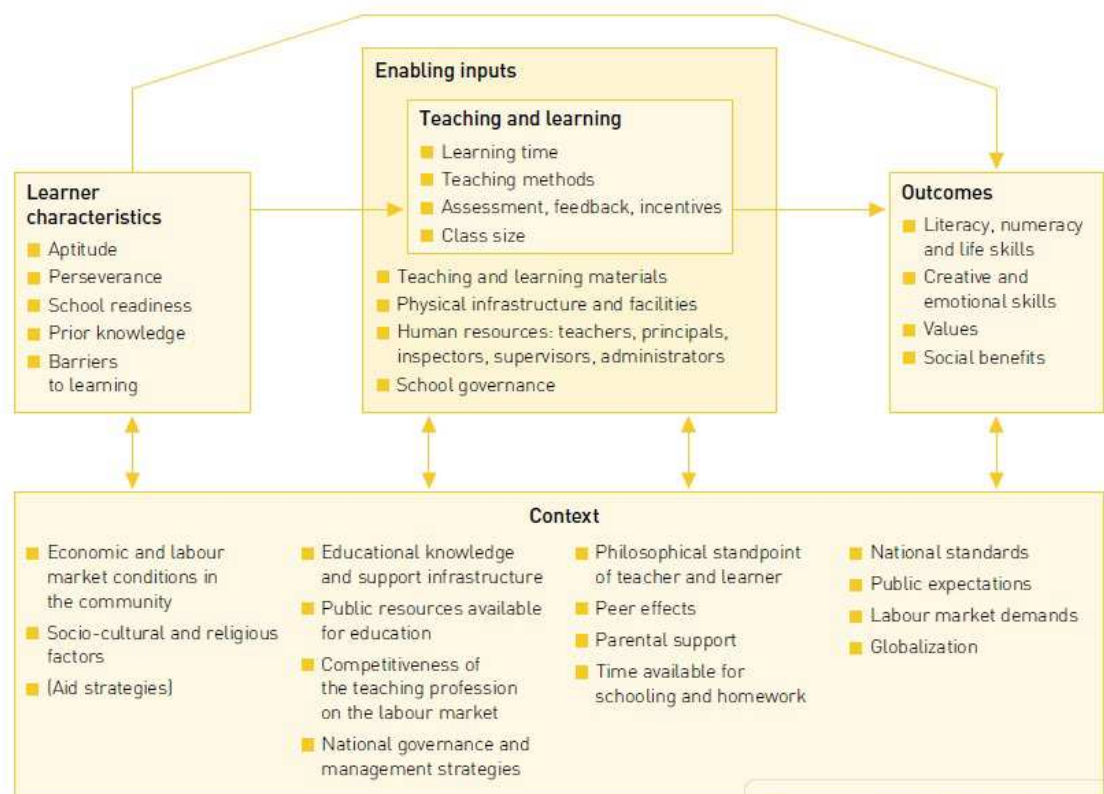 Enabling inputs
Teaching and learning
Learning time
Teaching methods
Assessment, feedback, incentives
Class size
Teaching and learning materials
Physical infrastructure and facilities
Human resources: teachers, principals,
inspectors, supervisors, administrators
School governance
Learner
characteristics
Aptitude
Perseverance
School readiness
Prior knowledge
Barriers
to learning
Outcomes
Literacy, numeracy
and life skills
Creative and
emotional skills
Values
Social benefits
Context
Economic and labour
market conditions in
the community
Socio-cultural and religious
factors
(Aid strategies)
Educational knowledge
and support infrastructure
Public resources available
for education
Competitiveness of
the teaching profession
on the labour market
National governance and
management strategies
Philosophical standpoint
of teacher and learner
Peer effects
Parental support
Time available for
schooling and homework
National standards
Public expectations
Labour market demands
Globalization